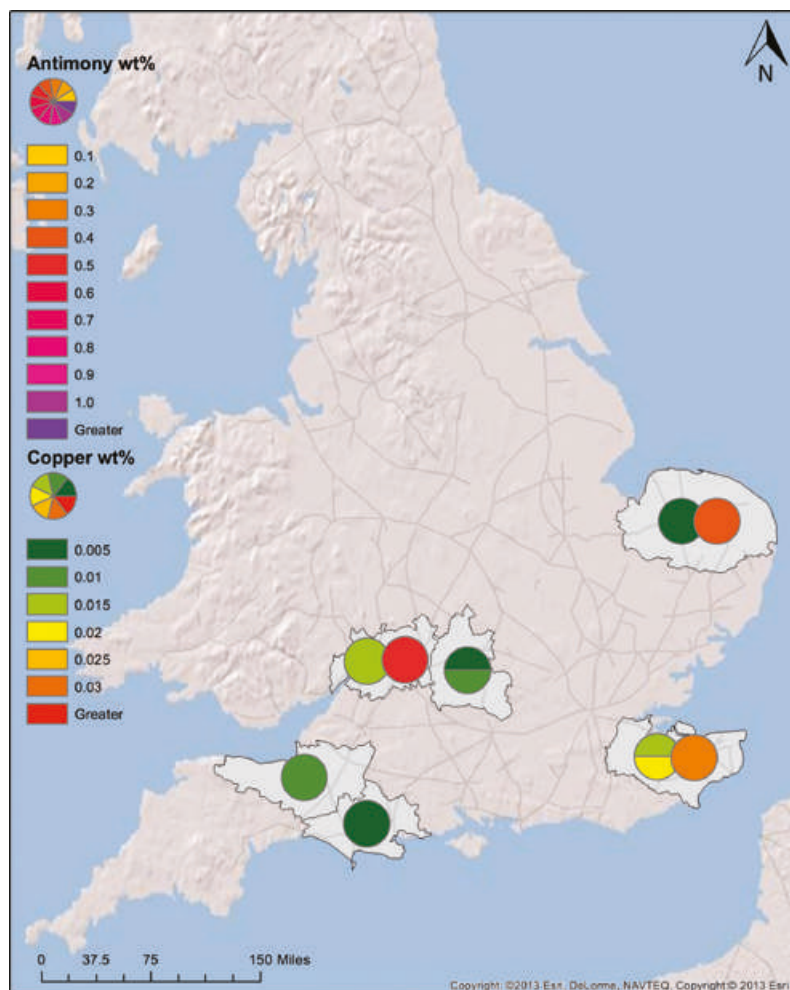 N
Antimony wt%
0.1
0.2
0.3
0.4
0.5
0.6
0.7
0.8
0.9
1.0
Greater
Copper wt%
0.005
0.01
0.015
0.02
0.025
0.03
Greater
0 37.5 75 150 Miles
Copyright: ©2013 Esri, DeLorme, NAVTEQ, Copyright:© 2013 Esri